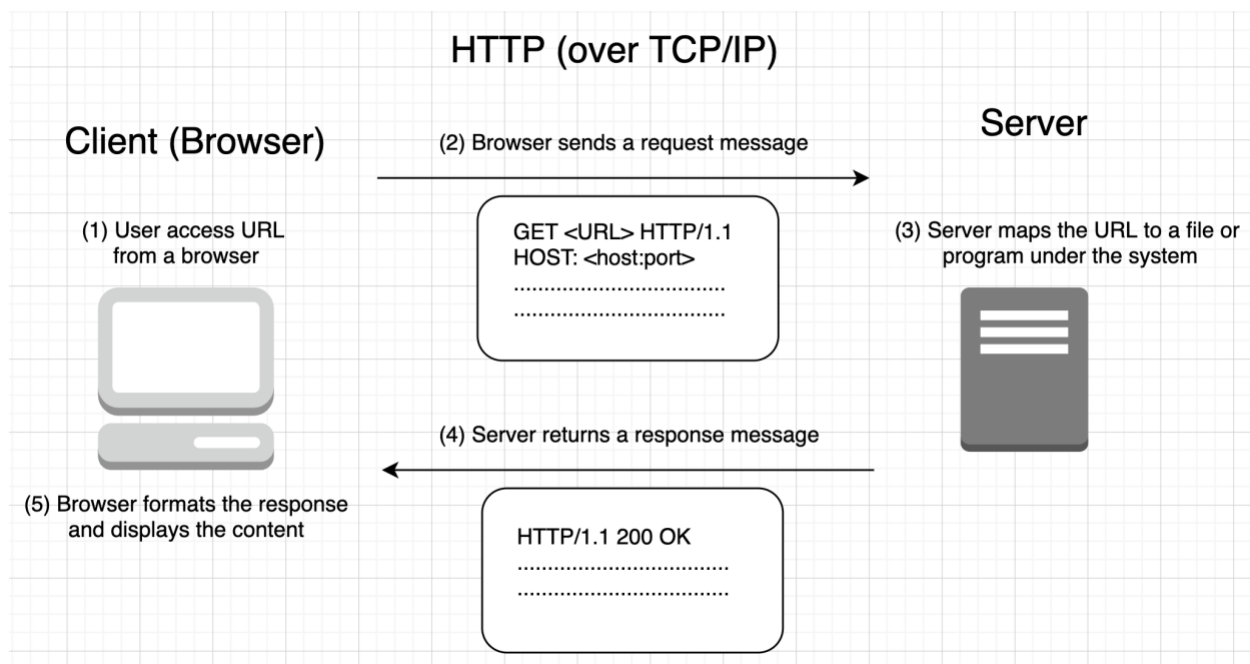 HTTP (over TCP/IP)
Client (Browser)
Server
(2) Browser sends a request message
(1) User access URL
from a browser
GET <URL> HTTP/1.1
HOST: <host:port>
...................................
...................................
(3) Server maps the URL to a file or
program under the system
(4) Server returns a response message
(5) Browser formats the response
and displays the content
HTTP/1.1 200 OK
...................................
...................................